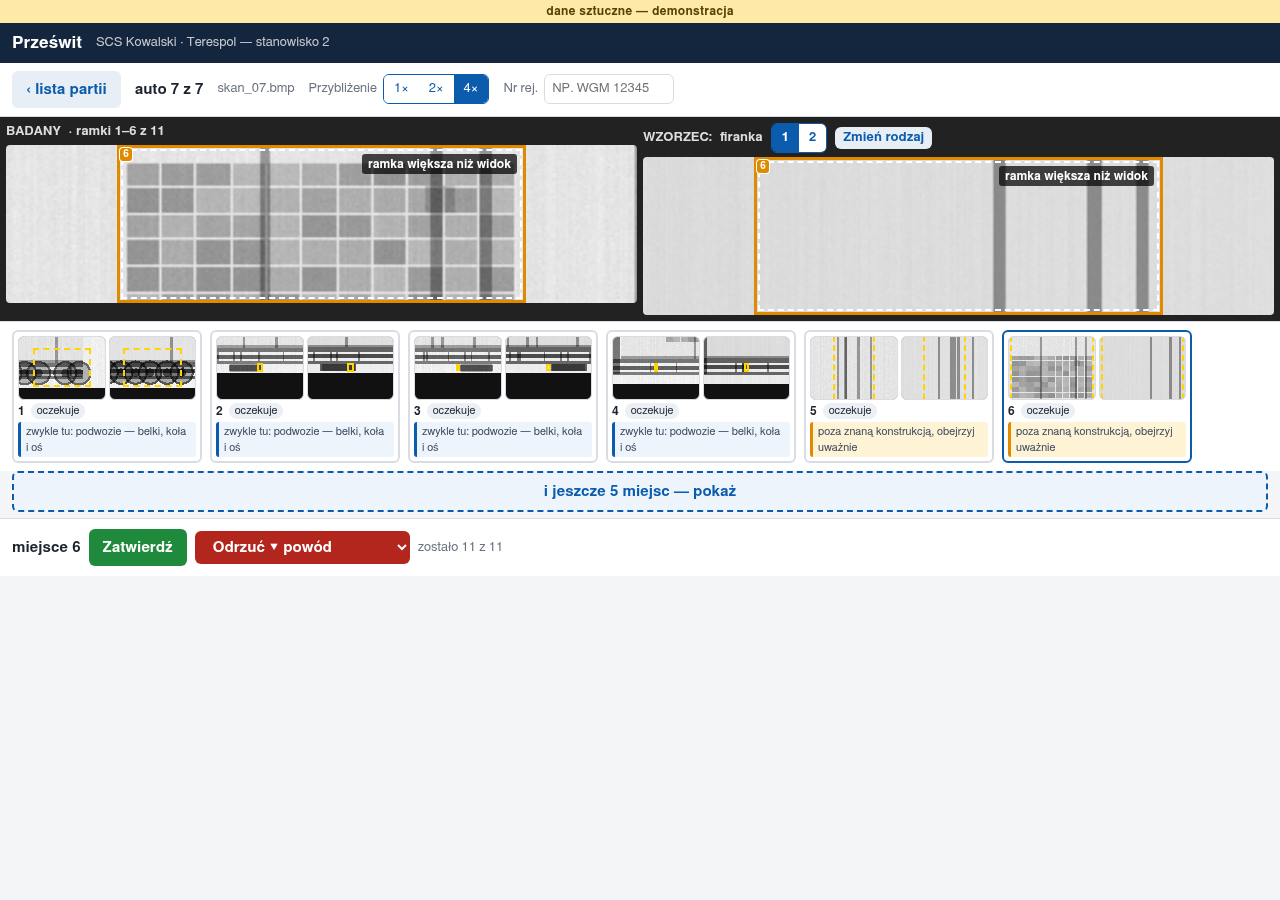 dane sztuczne — demonstracja
Prześwit SCS Kowalski · Terespol — stanowisko 2
‹ lista partii auto 7 z 7 skan_07.bmp Przybliżenie 1× 2× 4× Nr rej. NP. WGM 12345
BADANY · ramki 1–6 z 11
WZORZEC: firanka 1 2 Zmień rodzaj
6 ramka większa niż widok
6 ramka większa niż widok
1 oczekuje
zwykle tu: podwozie — belki, koła
i oś
2 oczekuje
zwykle tu: podwozie — belki, koła
i oś
3 oczekuje
zwykle tu: podwozie — belki, koła
i oś
4 oczekuje
zwykle tu: podwozie — belki, koła
i oś
5 oczekuje
poza znaną konstrukcją, obejrzyj
uważnie
6 oczekuje
poza znaną konstrukcją, obejrzyj
uważnie
i jeszcze 5 miejsc — pokaż
miejsce 6 Zatwierdź Odrzuć ▾ powód zostało 11 z 11